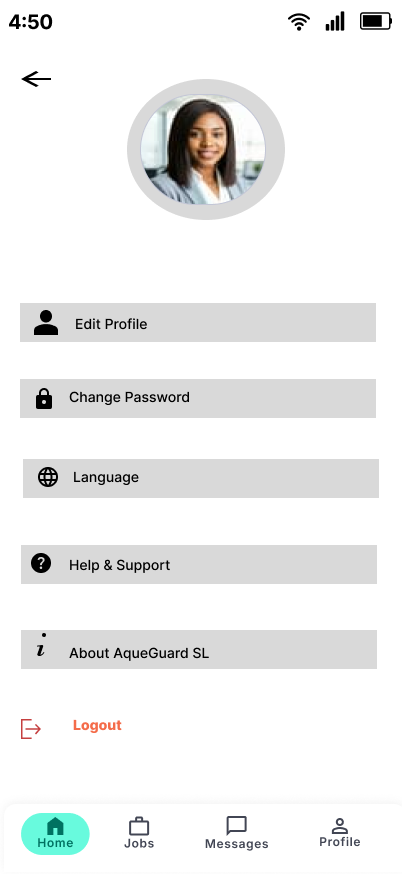 4:50
Edit Profile
Change Password
Language
Help & Support
About AqueGuard SL
Logout
Home Jobs Messages Profile